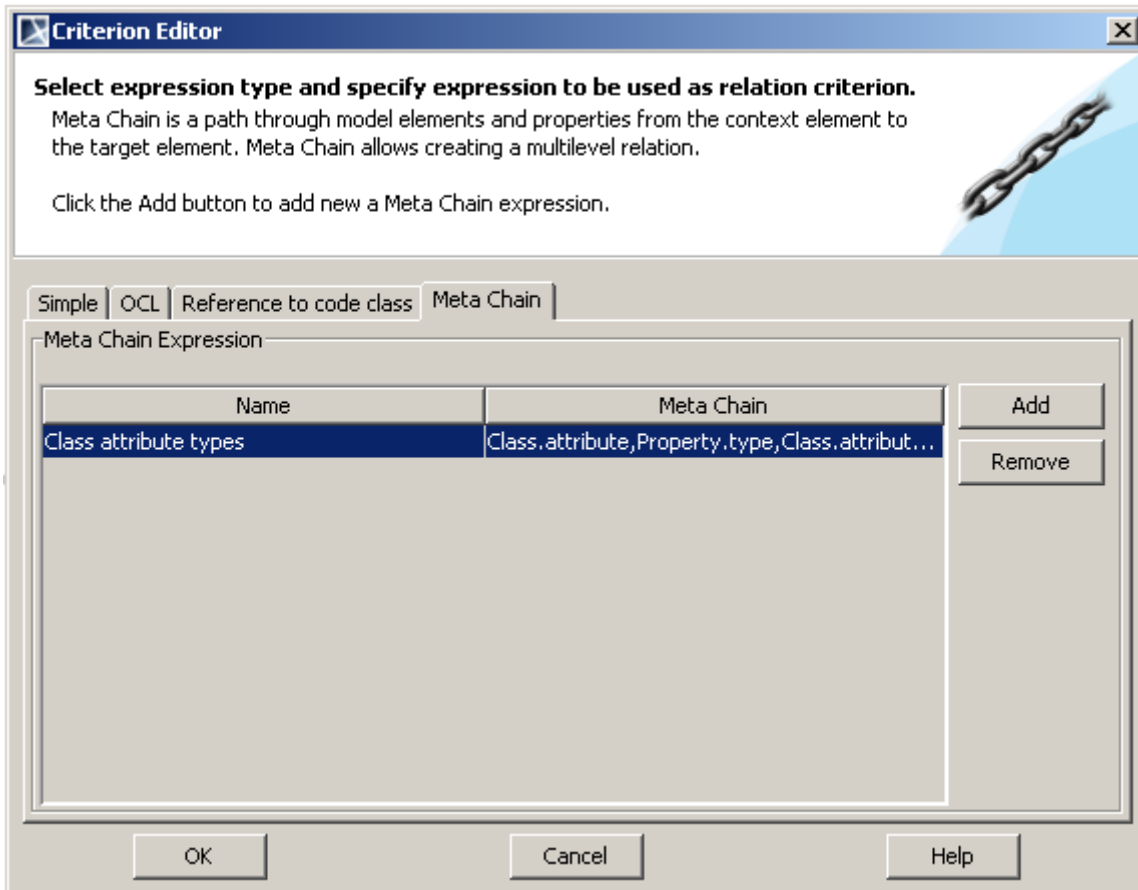 Criterion Editor
Select expression type and specify expression to be used as relation criterion.
Meta Chain is a path through model elements and properties from the context element to
the target element. Meta Chain allows creating a multilevel relation.
Click the Add button to add new a Meta Chain expression.
Simple OCL Reference to code class Meta Chain
Meta Chain Expression
Name Meta Chain Add
Class attribute types Class.attribute,Property.type,Class.attribut...
Remove
OK Cancel Help